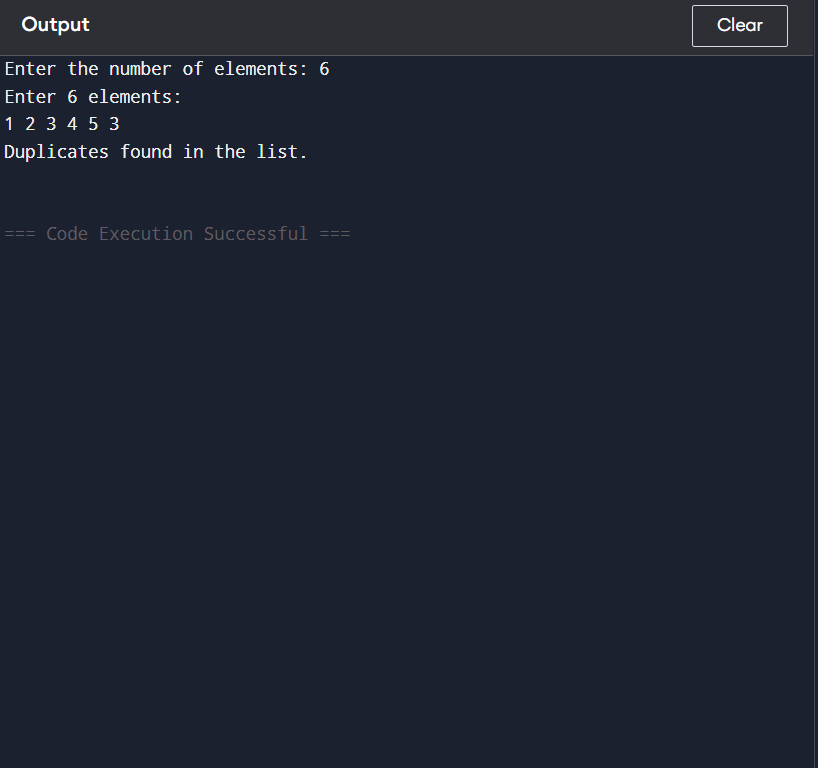 Output
Clear
Enter the number of elements: 6
Enter 6 elements:
1 2 3 4 5 3
Duplicates found in the list.
=== Code Execution Successful ===